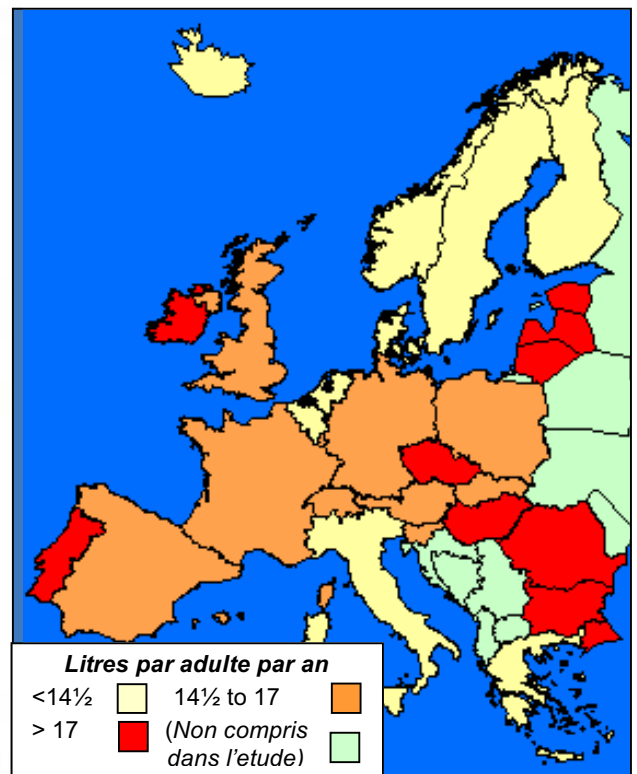 Litres par adulte par an
<14½ 14½ to 17
> 17 (Non compris
dans l'etude)